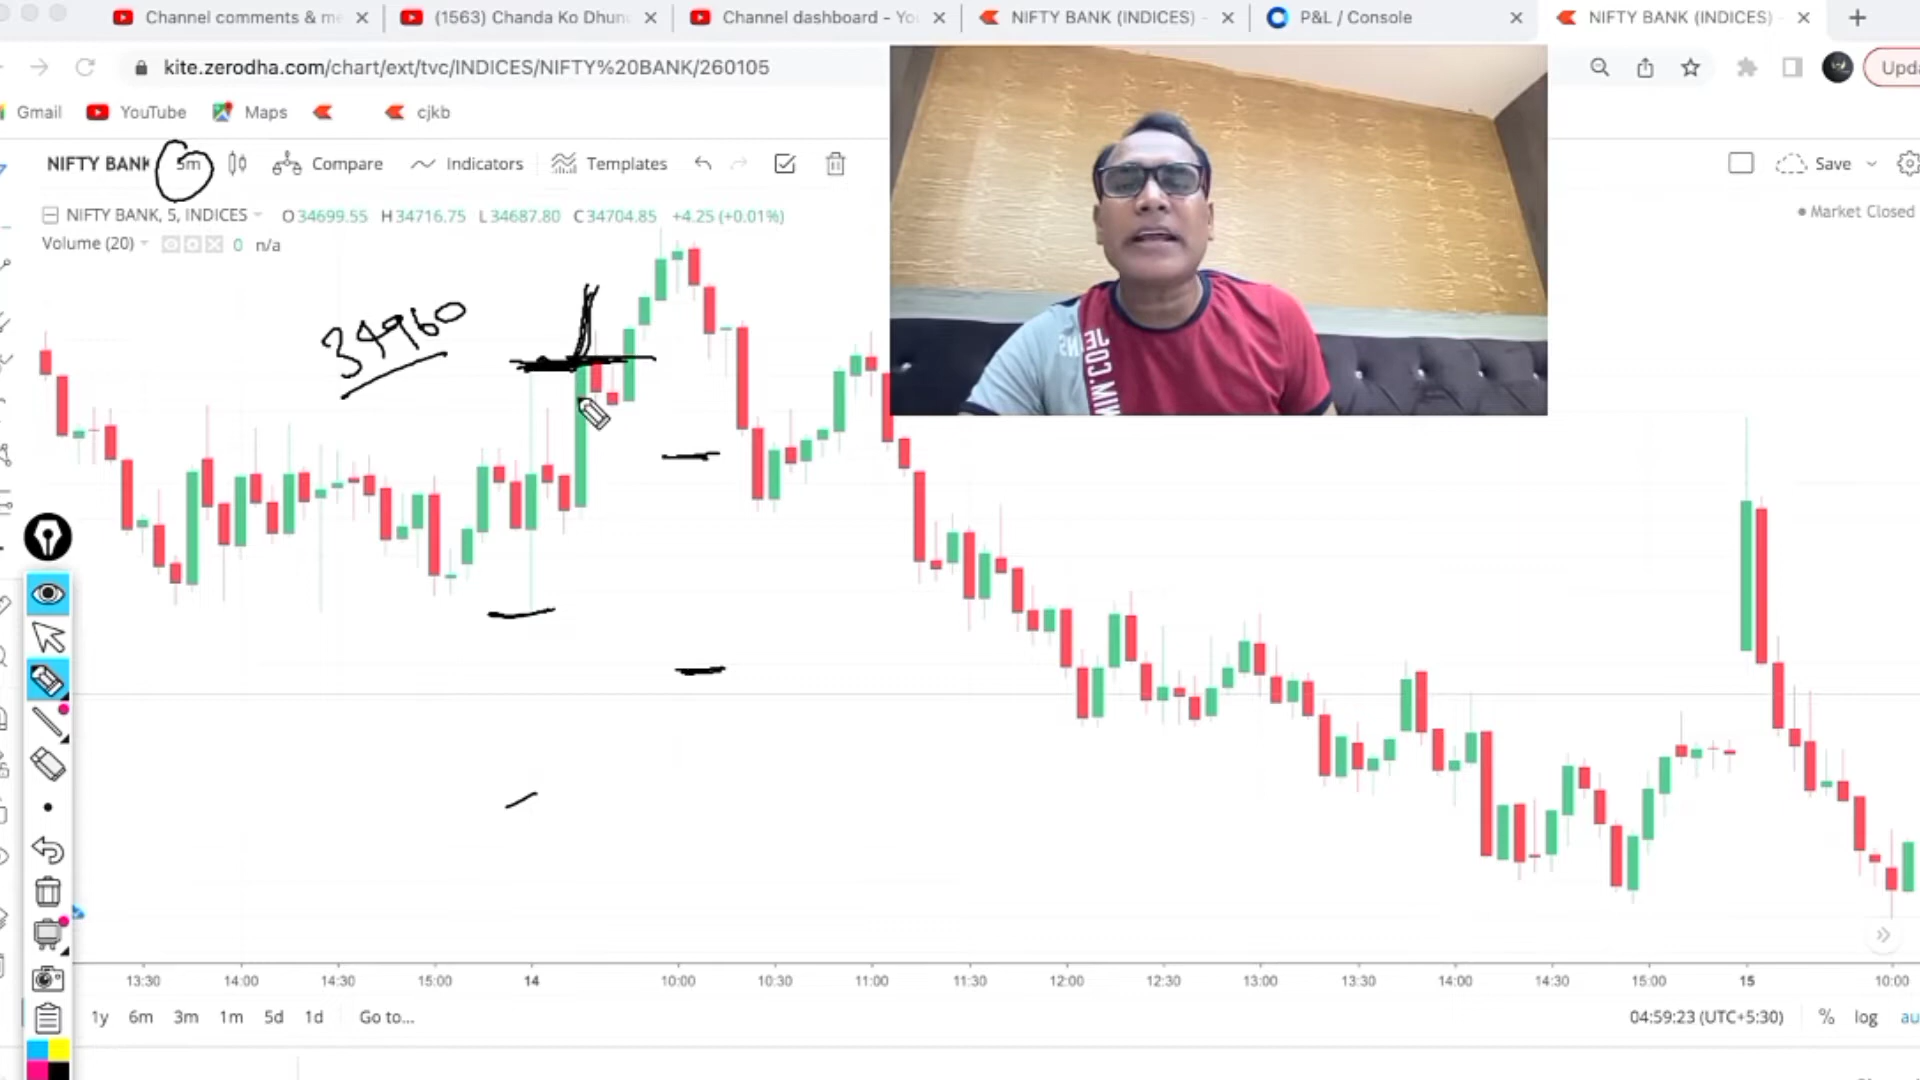 Channel comments & me
(1563) Chanda Ko Dhun
Channel dashboard - You
NIFTY BANK (INDICES) -
P&L / Console
NIFTY BANK (INDICES) -
kite.zerodha.com/chart/ext/tvc/INDICES/NIFTY%20BANK/260105
Upda
Gmail YouTube Maps cjkb
NIFTY BANK 5m Compare Indicators Templates Save
NIFTY BANK, 5, INDICES O34699.55 H34716.75 L34687.80 C34704.85 +4.25 (+0.01%)
Market Closed
Volume (20) 0 n/a
34960
13:30 14:00 14:30 15:00 14 10:00 10:30 11:00 11:30 12:00 12:30 13:00 13:30 14:00 14:30 15:00 15 10:00
1y 6m 3m 1m 5d 1d Go to... 04:59:23 (UTC+5:30) % log au